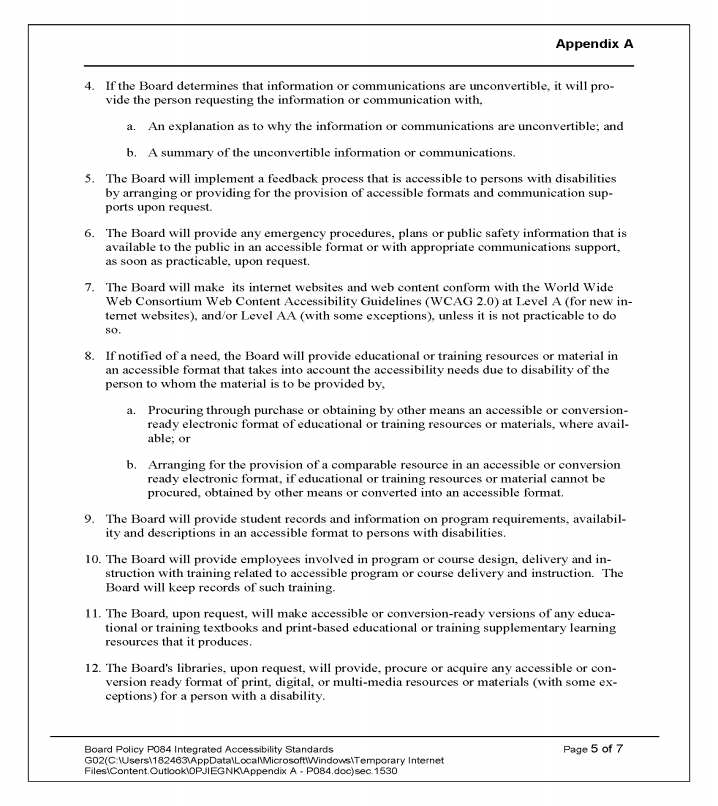 Appendix A
4. If the Board determines that information or communications are unconvertible, it will pro-
vide the person requesting the information or communication with,
a. An explanation as to why the information or communications are unconvertible; and
b. A summary of the unconvertible information or communications.
5. The Board will implement a feedback process that is accessible to persons with disabilities
by arranging or providing for the provision of accessible formats and communication sup-
ports upon request.
6. The Board will provide any emergency procedures, plans or public safety information that is
available to the public in an accessible format or with appropriate communications support,
as soon as practicable, upon request.
7. The Board will make its internet websites and web content conform with the World Wide
Web Consortium Web Content Accessibility Guidelines (WCAG 2.0) at Level A (for new in-
ternet websites), and/or Level AA (with some exceptions), unless it is not practicable to do
so.
8. If notified of a need, the Board will provide educational or training resources or material in
an accessible format that takes into account the accessibility needs due to disability of the
person to whom the material is to be provided by,
a. Procuring through purchase or obtaining by other means an accessible or conversion-
ready electronic format of educational or training resources or materials, where avail-
able; or
b. Arranging for the provision of a comparable resource in an accessible or conversion
ready electronic format, if educational or training resources or material cannot be
procured, obtained by other means or converted into an accessible format.
9. The Board will provide student records and information on program requirements, availabil-
ity and descriptions in an accessible format to persons with disabilities.
10. The Board will provide employees involved in program or course design, delivery and in-
struction with training related to accessible program or course delivery and instruction. The
Board will keep records of such training.
11. The Board, upon request, will make accessible or conversion-ready versions of any educa-
tional or training textbooks and print-based educational or training supplementary learning
resources that it produces.
12. The Board's libraries, upon request, will provide, procure or acquire any accessible or con-
version ready format of print, digital, or multi-media resources or materials (with some ex-
ceptions) for a person with a disability.
Board Policy P084 Integrated Accessibility Standards Page 5 of 7
G02(C:\Users\182463\AppData\Local\Microsoft\Windows\Temporary Internet
Files\Content.Outlook\0PJIEGNK\Appendix A - P084.doc)sec.1530